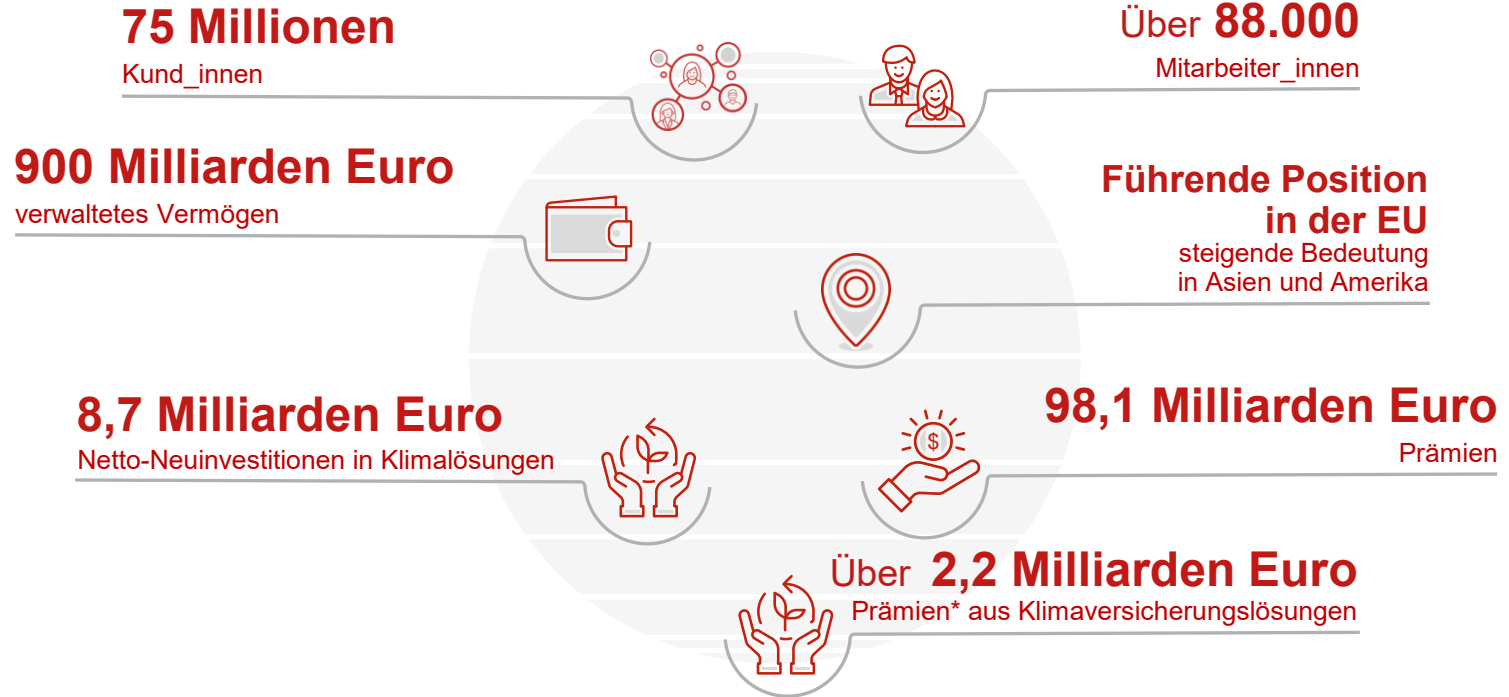 75 Millionen
Kund_innen
Über 88.000
Mitarbeiter_innen
900 Milliarden Euro
verwaltetes Vermögen
Führende Position
in der EU
steigende Bedeutung
in Asien und Amerika
8,7 Milliarden Euro
Netto-Neuinvestitionen in Klimalösungen
98,1 Milliarden Euro
Prämien
$
Über 2,2 Milliarden Euro
Prämien* aus Klimaversicherungslösungen